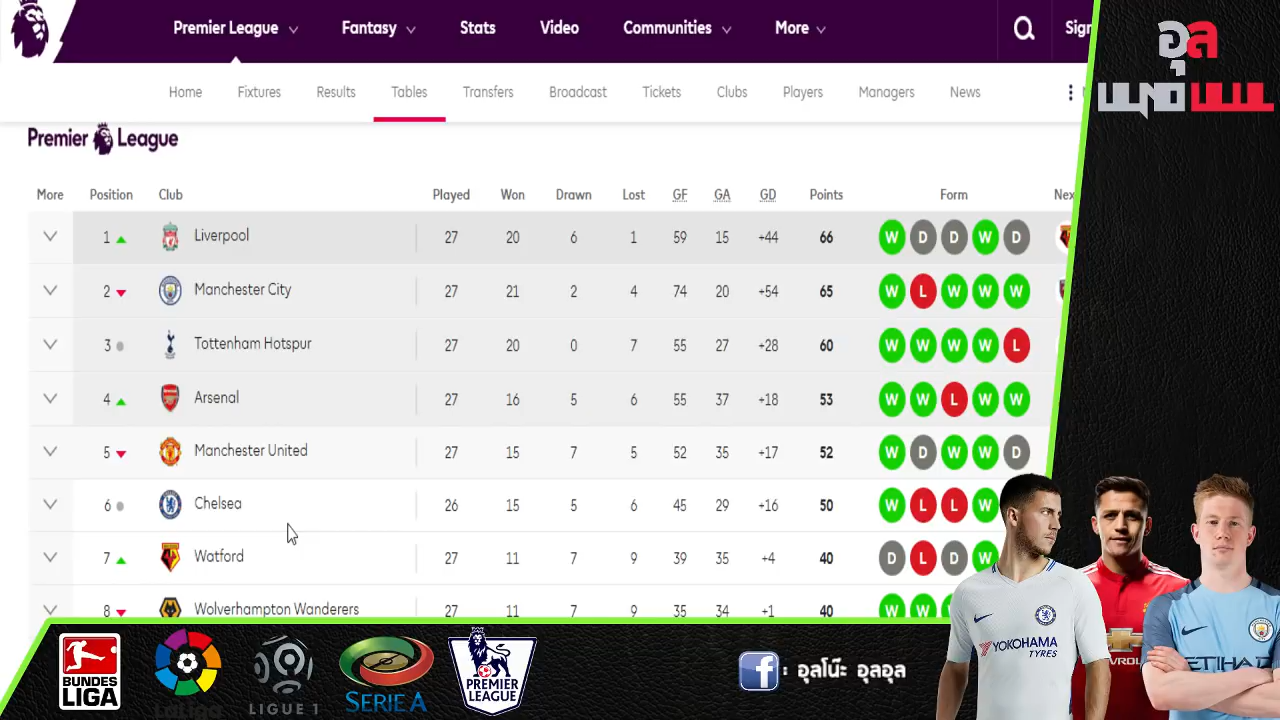 Premier League Fantasy Stats Video Communities More Sign
Home Fixtures Results Tables Transfers Broadcast Tickets Clubs Players Managers News
Premier League
More Position Club Played Won Drawn Lost GF GA GD Points Form Nex
1 Liverpool 27 20 6 1 59 15 +44 66 W D D W D
2 Manchester City 27 21 2 4 74 20 +54 65 W L W W W
3 Tottenham Hotspur 27 20 0 7 55 27 +28 60 W W W W L
4 Arsenal 27 16 5 6 55 37 +18 53 W W L W W
5 Manchester United 27 15 7 5 52 35 +17 52 W D W W D
6 Chelsea 26 15 5 6 45 29 +16 50 W L L W
7 Watford 27 11 7 9 39 35 +4 40 D L D W
8 Wolverhampton Wanderers 27 11 7 9 35 34 +1 40 W W
อุล
BUNDES
LIGA
LaLiga
LIGUE 1
SERIE A
PREMIER
LEAGUE
f : อุลโน๊ะ อุลอุล
YOKOHAMA
TYRES
ETIHAD